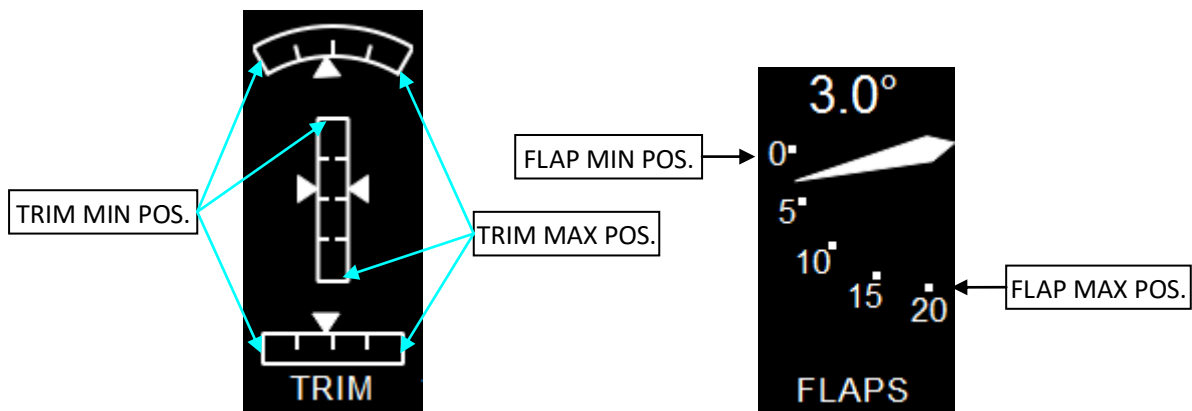 TRIM MIN POS.
TRIM MAX POS.
TRIM
FLAP MIN POS.
3.0°
0
5
10
15
20
FLAP MAX POS.
FLAPS